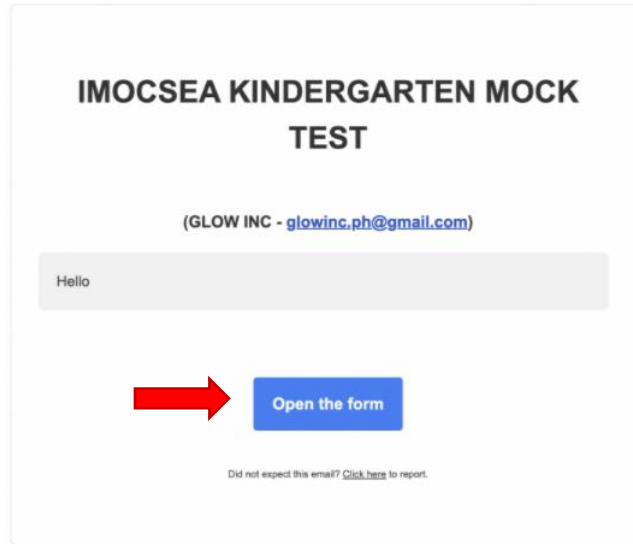 IMOCSEA KINDERGARTEN MOCK
TEST
(GLOW INC - glowinc.ph@gmail.com)
Hello
Open the form
Did not expect this email? Click here to report.